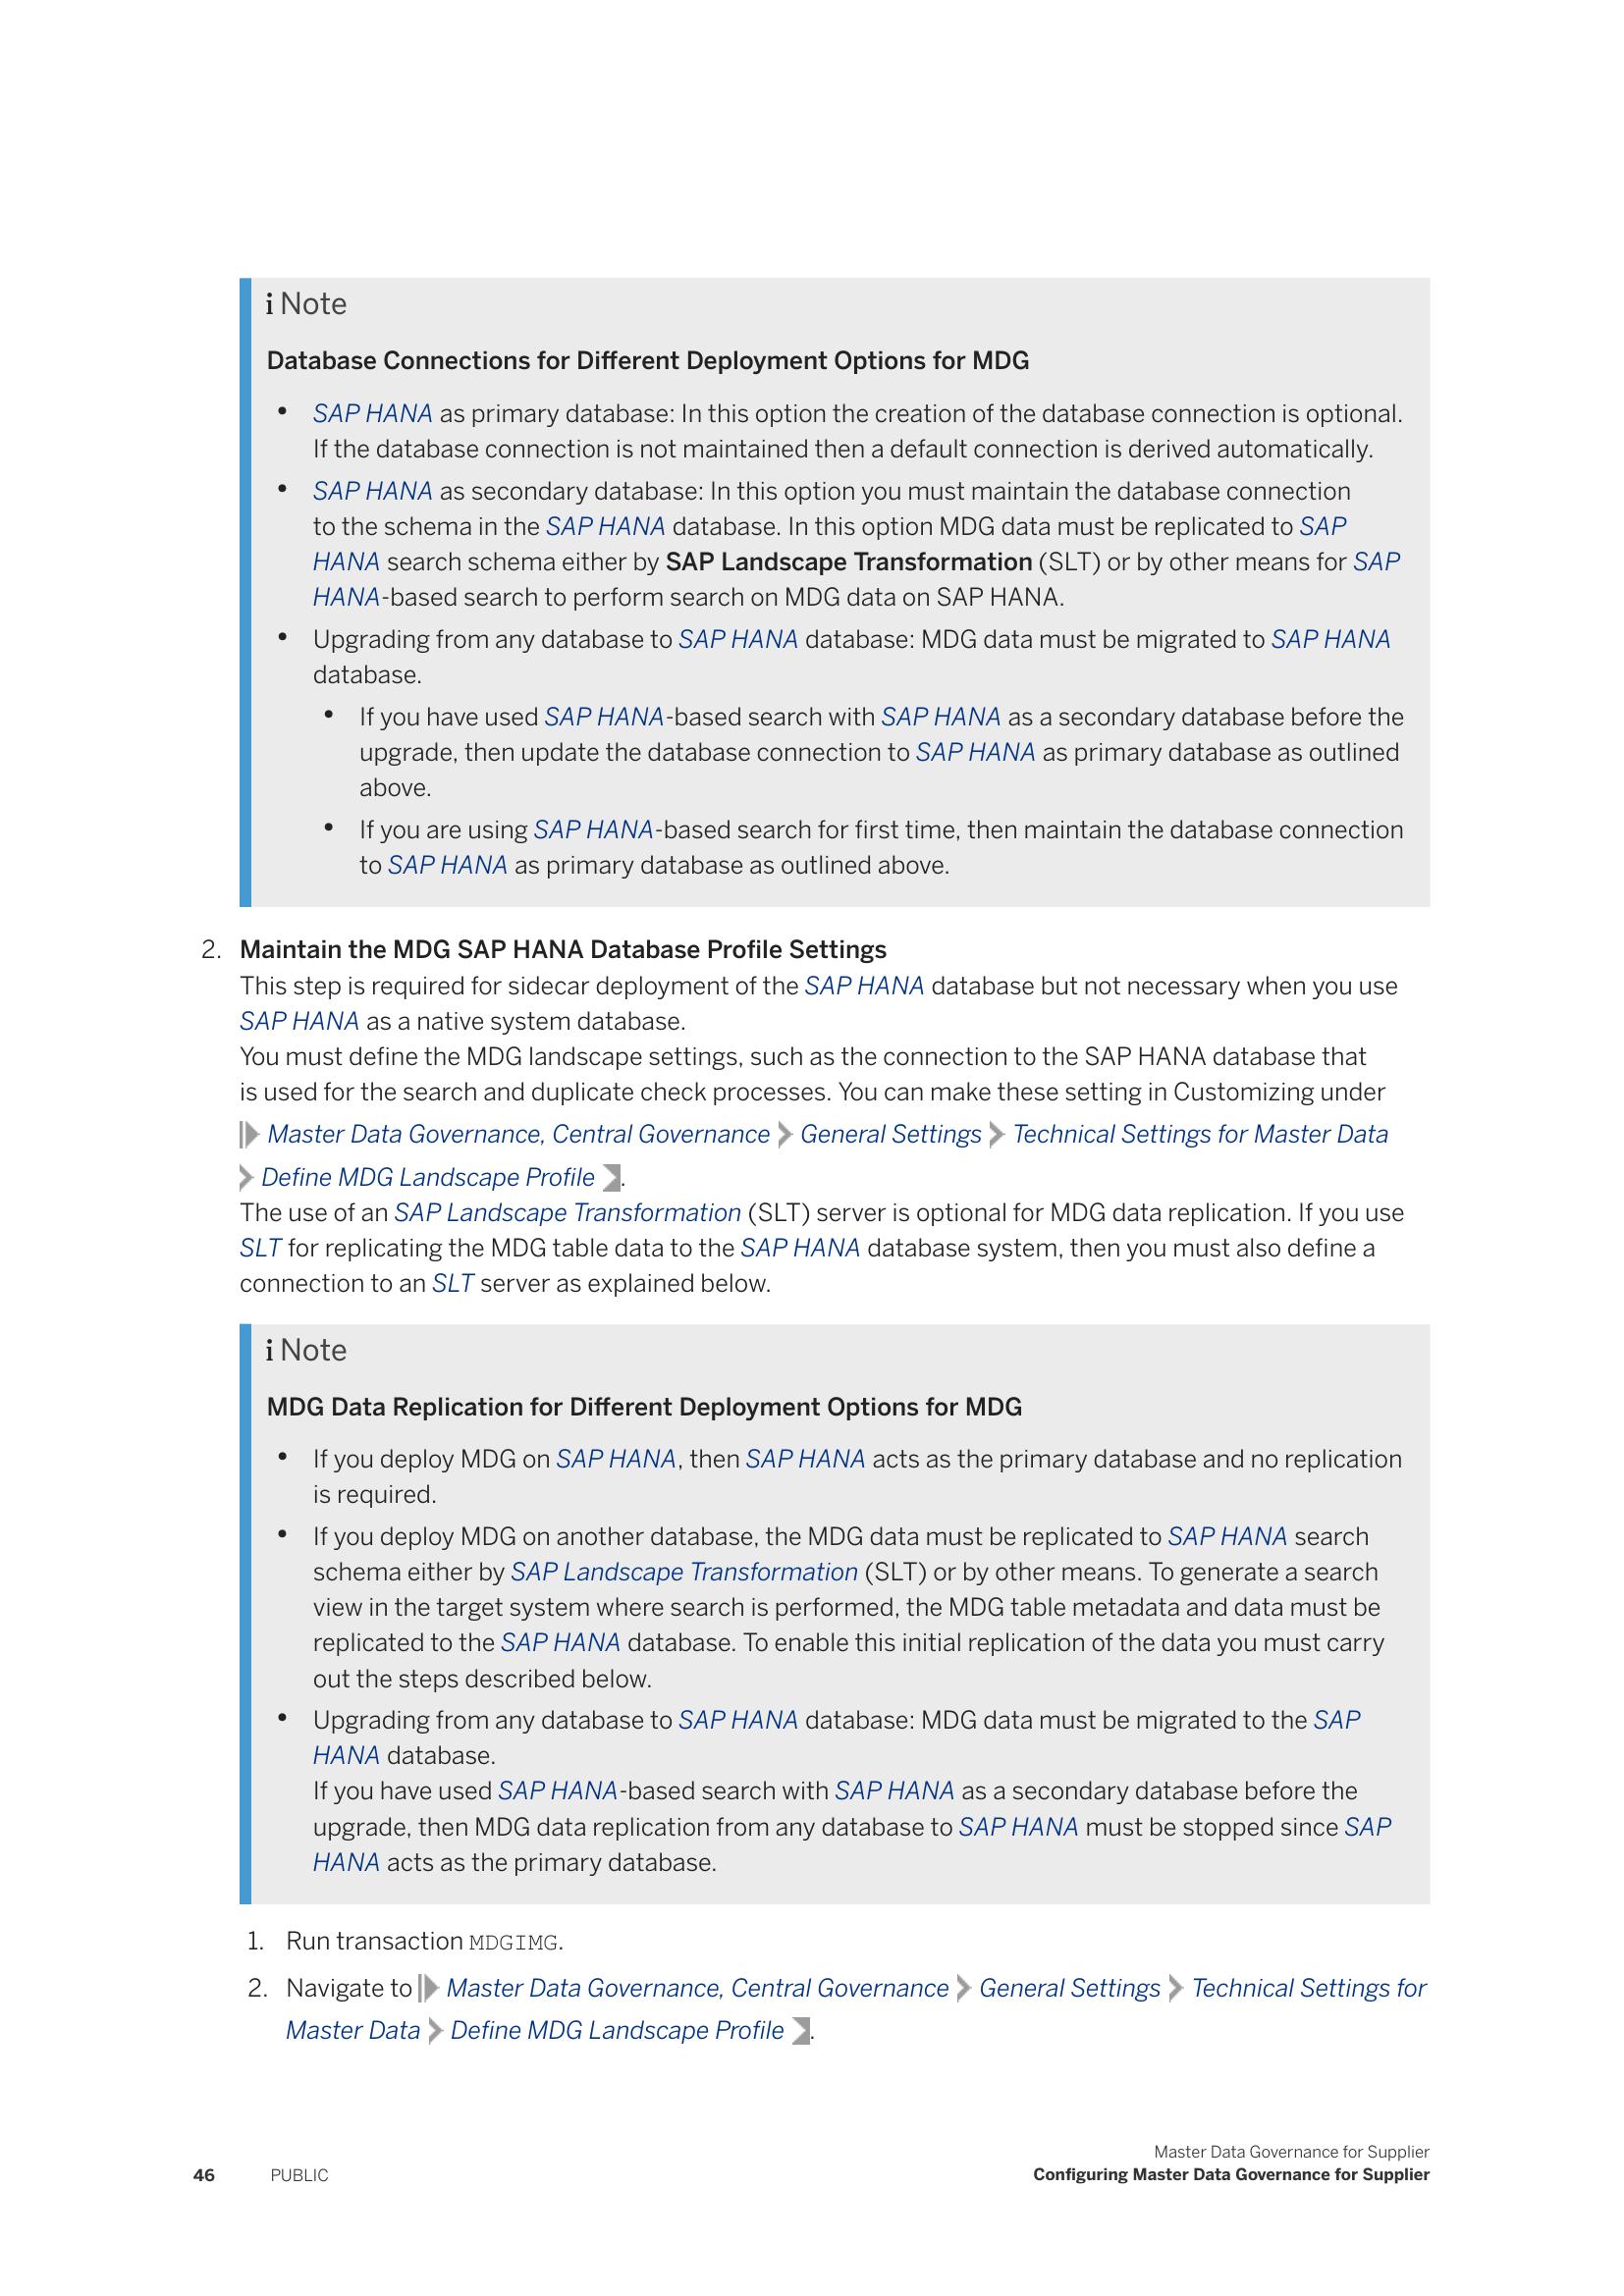 i Note
Database Connections for Different Deployment Options for MDG
• SAP HANA as primary database: In this option the creation of the database connection is optional.
If the database connection is not maintained then a default connection is derived automatically.
• SAP HANA as secondary database: In this option you must maintain the database connection
to the schema in the SAP HANA database. In this option MDG data must be replicated to SAP
HANA search schema either by SAP Landscape Transformation (SLT) or by other means for SAP
HANA-based search to perform search on MDG data on SAP HANA.
• Upgrading from any database to SAP HANA database: MDG data must be migrated to SAP HANA
database.
• If you have used SAP HANA-based search with SAP HANA as a secondary database before the
upgrade, then update the database connection to SAP HANA as primary database as outlined
above.
• If you are using SAP HANA-based search for first time, then maintain the database connection
to SAP HANA as primary database as outlined above.
2. Maintain the MDG SAP HANA Database Profile Settings
This step is required for sidecar deployment of the SAP HANA database but not necessary when you use
SAP HANA as a native system database.
You must define the MDG landscape settings, such as the connection to the SAP HANA database that
is used for the search and duplicate check processes. You can make these setting in Customizing under
Master Data Governance, Central Governance > General Settings > Technical Settings for Master Data
> Define MDG Landscape Profile .
The use of an SAP Landscape Transformation (SLT) server is optional for MDG data replication. If you use
SLT for replicating the MDG table data to the SAP HANA database system, then you must also define a
connection to an SLT server as explained below.
i Note
MDG Data Replication for Different Deployment Options for MDG
• If you deploy MDG on SAP HANA, then SAP HANA acts as the primary database and no replication
is required.
• If you deploy MDG on another database, the MDG data must be replicated to SAP HANA search
schema either by SAP Landscape Transformation (SLT) or by other means. To generate a search
view in the target system where search is performed, the MDG table metadata and data must be
replicated to the SAP HANA database. To enable this initial replication of the data you must carry
out the steps described below.
• Upgrading from any database to SAP HANA database: MDG data must be migrated to the SAP
HANA database.
If you have used SAP HANA-based search with SAP HANA as a secondary database before the
upgrade, then MDG data replication from any database to SAP HANA must be stopped since SAP
HANA acts as the primary database.
1. Run transaction MDGIMG.
2. Navigate to Master Data Governance, Central Governance > General Settings > Technical Settings for
Master Data > Define MDG Landscape Profile .
Master Data Governance for Supplier
46 PUBLIC Configuring Master Data Governance for Supplier